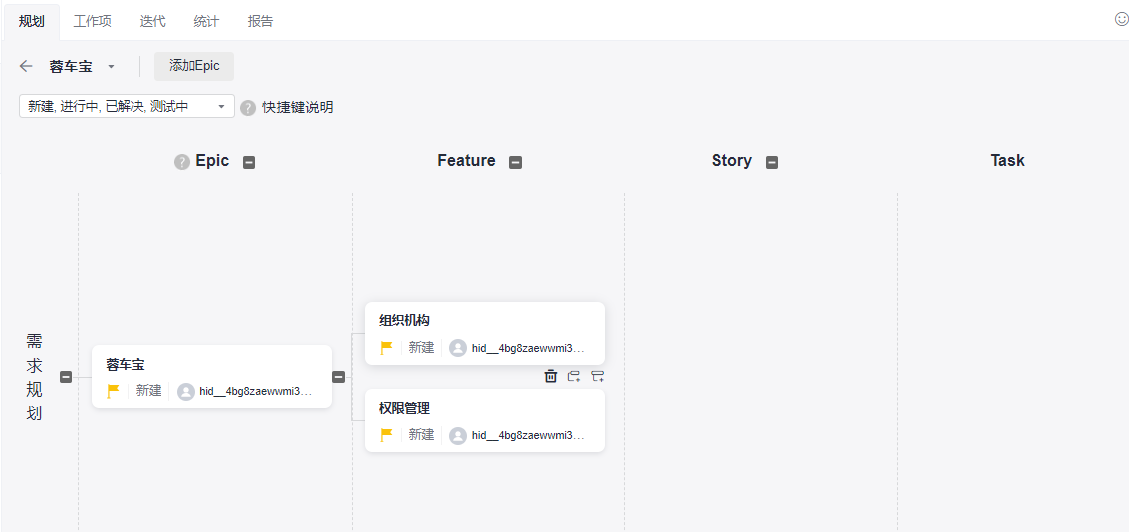 规划 工作项 迭代 统计 报告
蓉车宝 添加Epic
新建, 进行中, 已解决, 测试中 ? 快捷键说明
? Epic Feature Story Task
需求规划
蓉车宝
新建 hid__4bg8zaewwmi3...
组织机构
新建 hid__4bg8zaewwmi3...
权限管理
新建 hid__4bg8zaewwmi3...